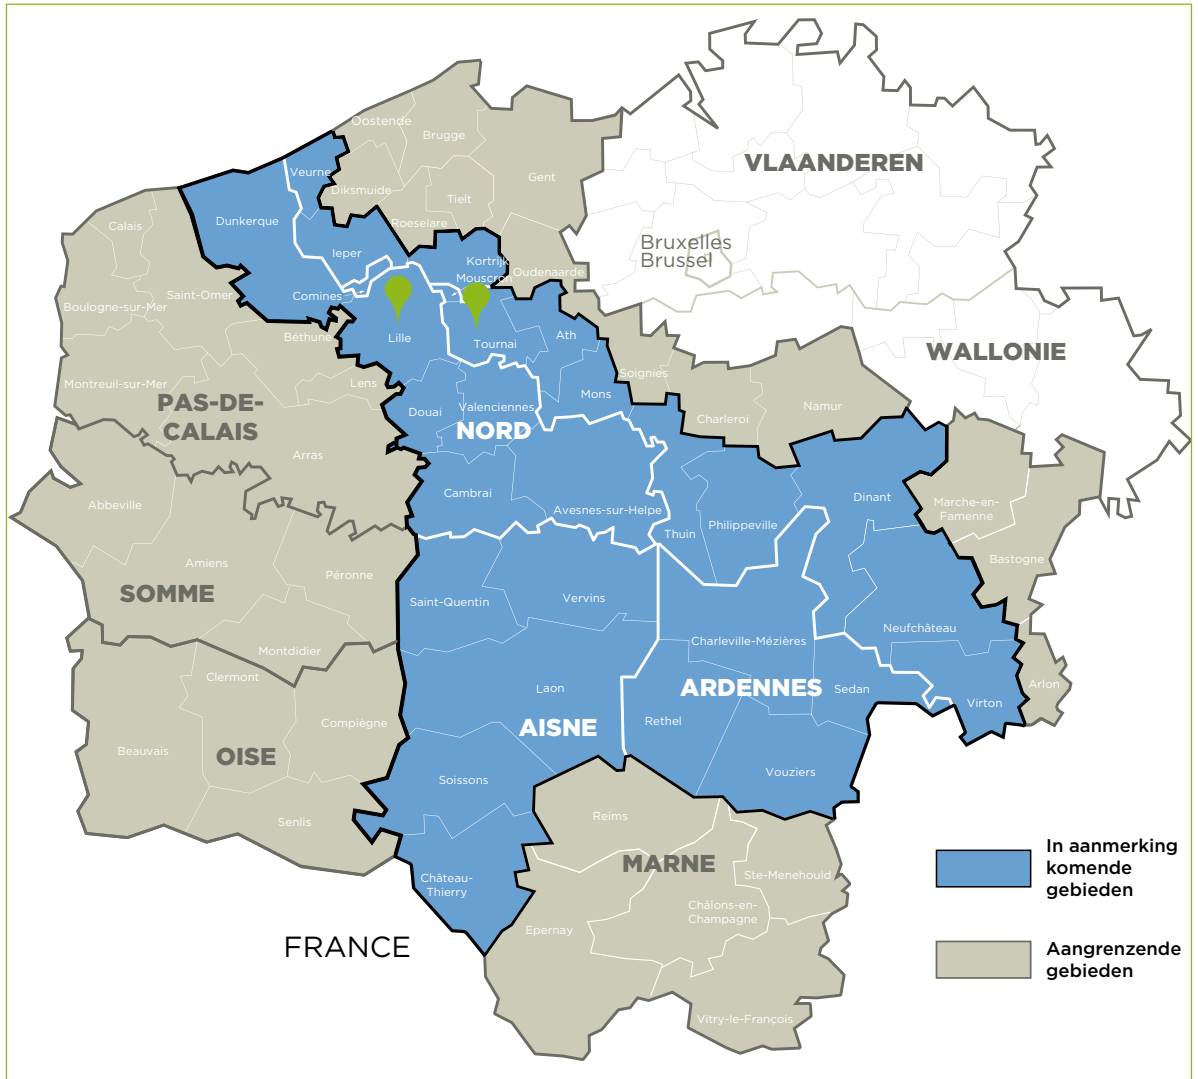 VLAANDEREN
Bruxelles
Brussel
WALLONIE
Oostende
Brugge
Gent
Veurne
Diksmuide
Tielt
Roeselare
Dunkerque
Ieper
Kortrijk
Mouscron
Oudenaarde
Calais
Saint-Omer
Comines
Boulogne-sur-Mer
Béthune
Lille
Tournai
Ath
Soignies
Montreuil-sur-Mer
Lens
Mons
PAS-DE-
CALAIS
Douai
Valenciennes
NORD
Charleroi
Namur
Arras
Abbeville
Cambrai
Avesnes-sur-Helpe
Thuin
Philippeville
Dinant
Marche-en-
Famenne
Bastogne
Amiens
Péronne
SOMME
Saint-Quentin
Vervins
Neufchâteau
Charleville-Mézières
Montdidier
Clermont
Laon
ARDENNES
Sedan
Arlon
Virton
Compiègne
AISNE
Rethel
Beauvais
OISE
Soissons
Vouziers
Senlis
Reims
MARNE
Château-
Thierry
Ste-Menehould
Châlons-en-
Champagne
Epernay
FRANCE
Vitry-le-François
In aanmerking
komende
gebieden
Aangrenzende
gebieden